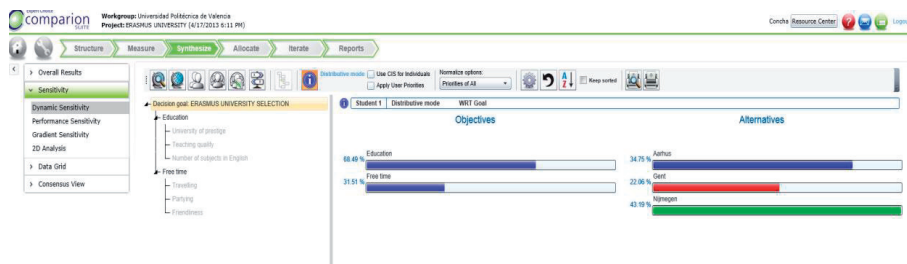 comparion
SUITE
Workgroup: Universidad Politécnica de Valencia
Project: ERASMUS UNIVERSITY (4/17/2013 6:11 PM)
Concha Resource Center Logout
Structure Measure Synthesize Allocate Iterate Reports
Overall Results
Sensitivity
Dynamic Sensitivity
Performance Sensitivity
Gradient Sensitivity
2D Analysis
Data Grid
Consensus View
Distributive mode
Use CIS for Individuals
Apply User Priorities
Normalize options:
Priorities of All
Keep sorted
Decision goal: ERASMUS UNIVERSITY SELECTION
Education
University of prestige
Teaching quality
Number of subjects in English
Free time
Travelling
Partying
Friendliness
Student 1 Distributive mode WRT Goal
Objectives
68.49 % Education
31.51 % Free time
Alternatives
34.75 % Aarhus
22.06 % Gent
43.19 % Nijmegen